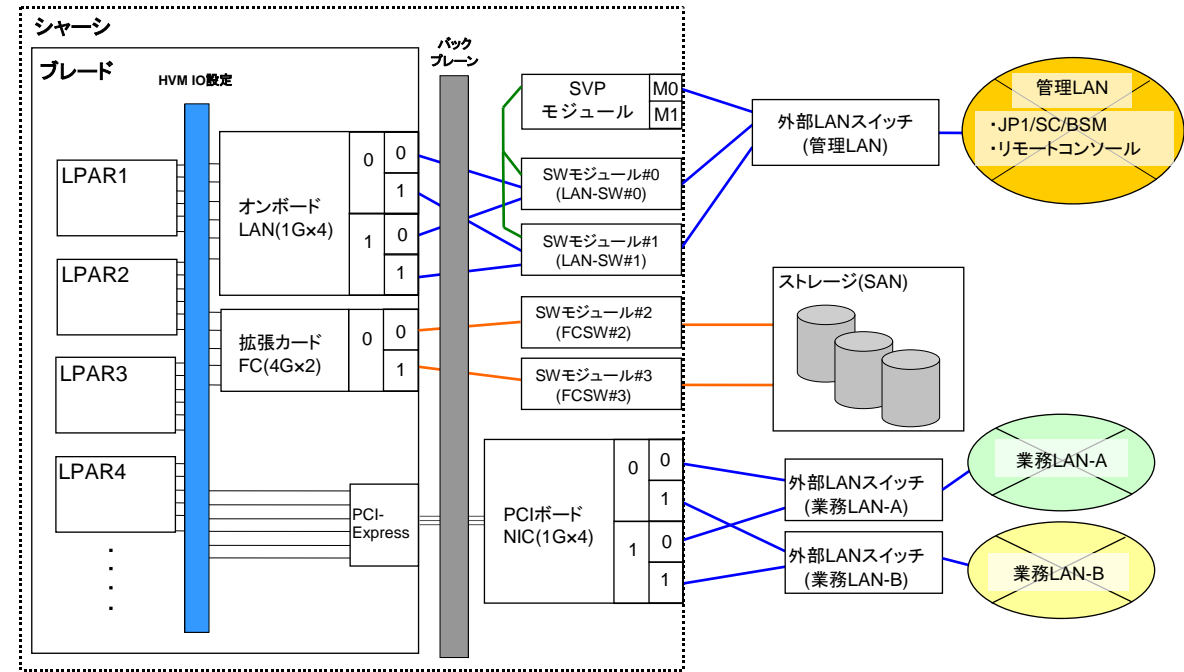 シャーシ
ブレード
HVM IO設定
バック
プレーン
LPAR1
LPAR2
LPAR3
LPAR4
・
・
・
・
オンボード
LAN(1G×4)
0
0
1
1
0
1
拡張カード
FC(4G×2)
0
0
1
PCI-
Express
SVP
モジュール
M0
M1
SWモジュール#0
(LAN-SW#0)
SWモジュール#1
(LAN-SW#1)
SWモジュール#2
(FCSW#2)
SWモジュール#3
(FCSW#3)
PCIボード
NIC(1G×4)
0
0
1
1
0
1
外部LANスイッチ
(管理LAN)
管理LAN
・JP1/SC/BSM
・リモートコンソール
ストレージ(SAN)
外部LANスイッチ
(業務LAN-A)
外部LANスイッチ
(業務LAN-B)
業務LAN-A
業務LAN-B